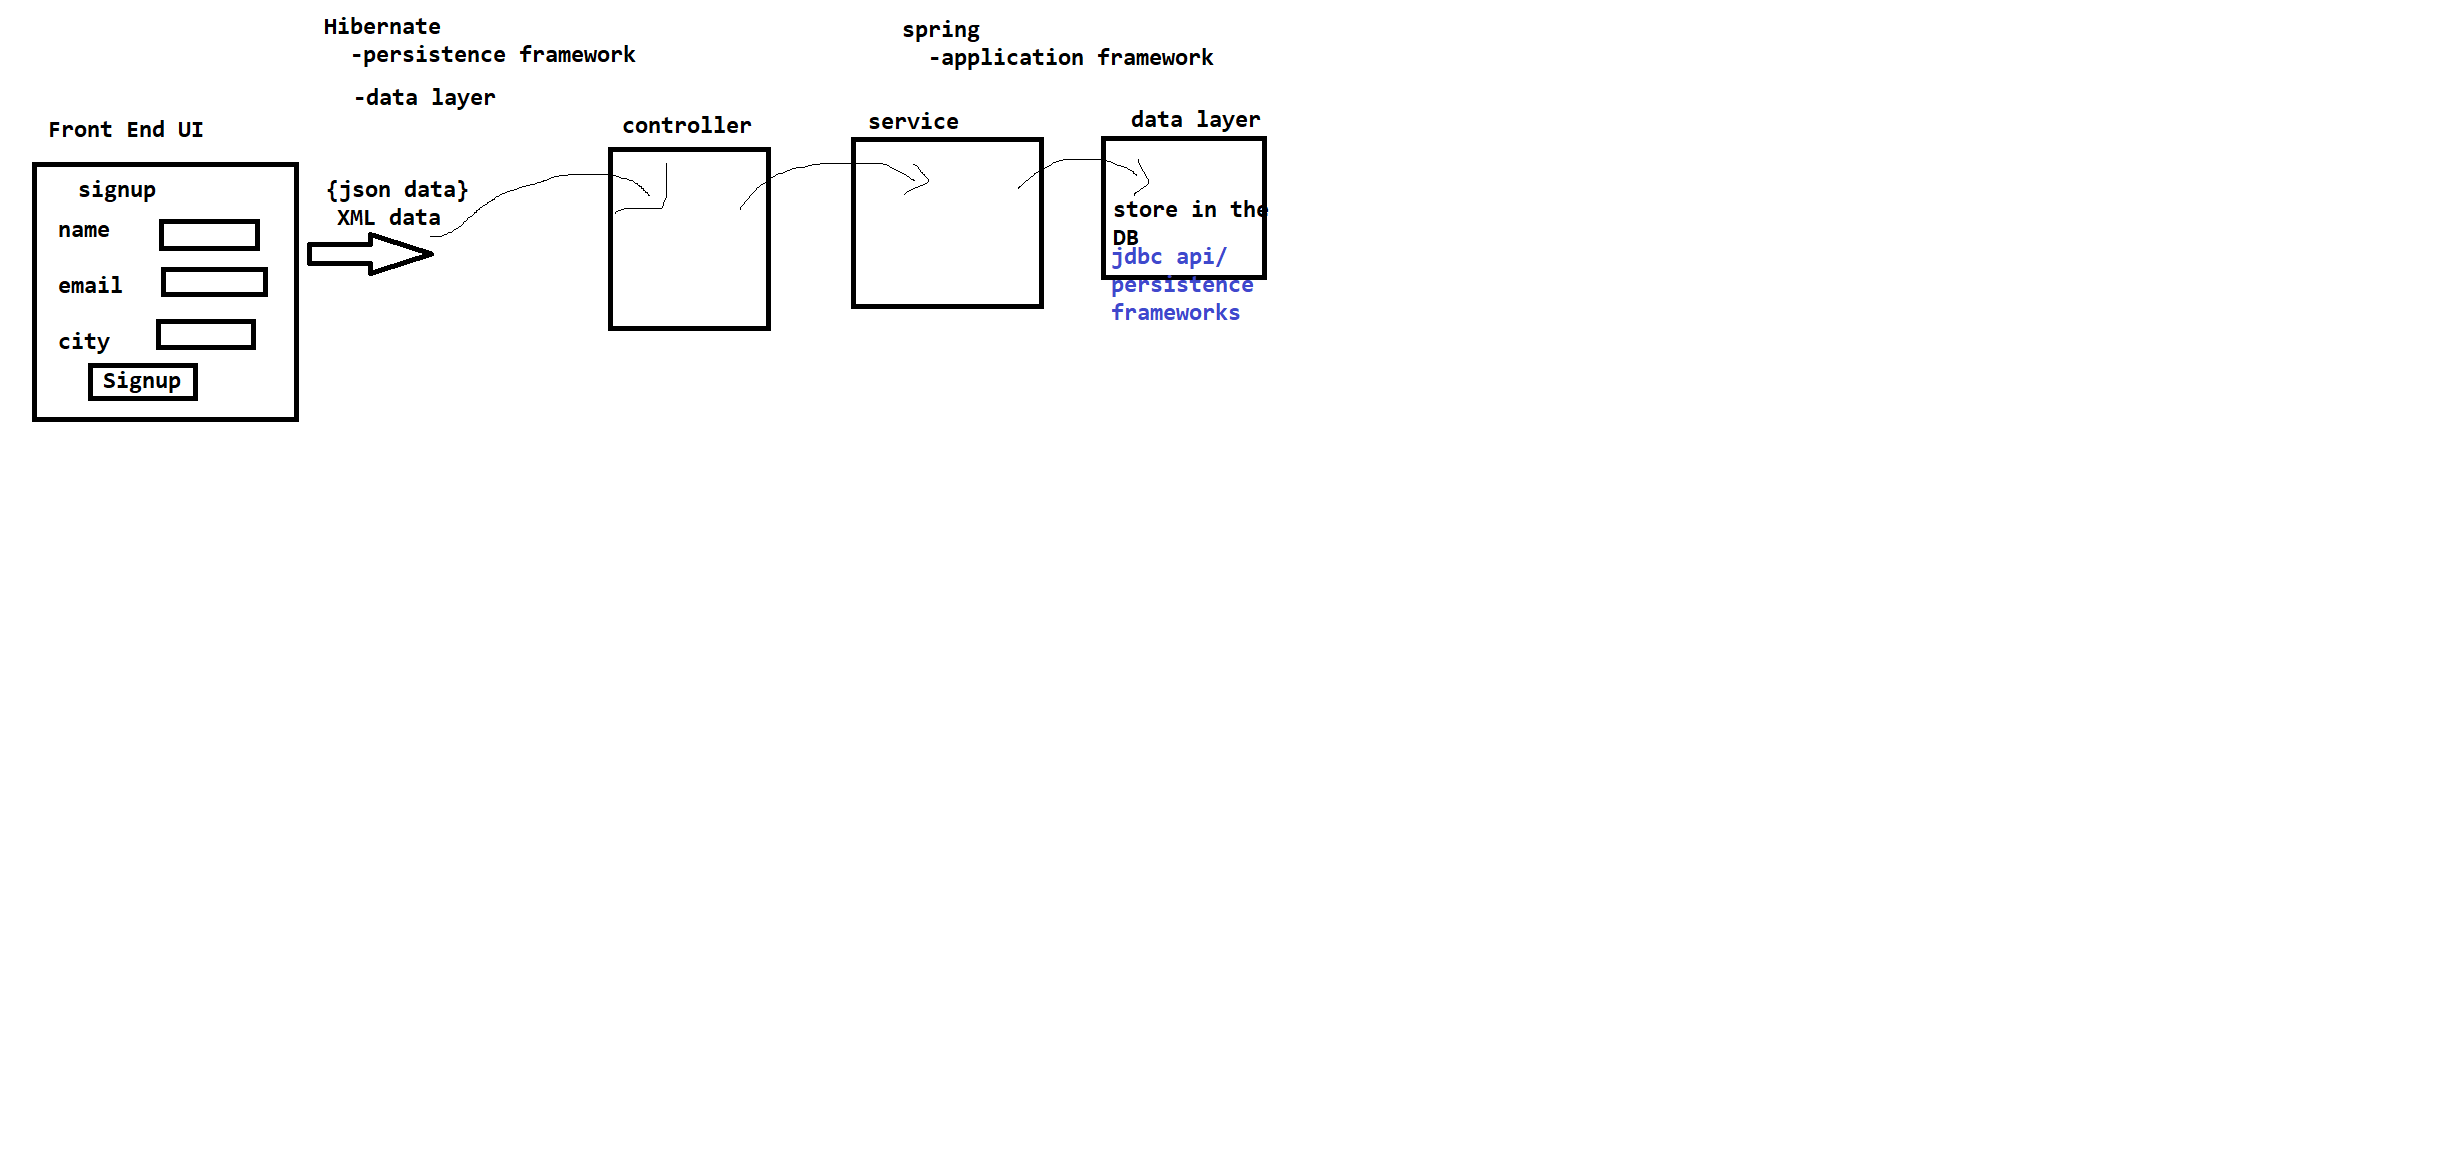 Hibernate
-persistence framework
-data layer
spring
-application framework
Front End UI
signup
name
email
city
Signup
{json data}
XML data
controller
service
data layer
store in the
DB
jdbc api/
persistence
frameworks